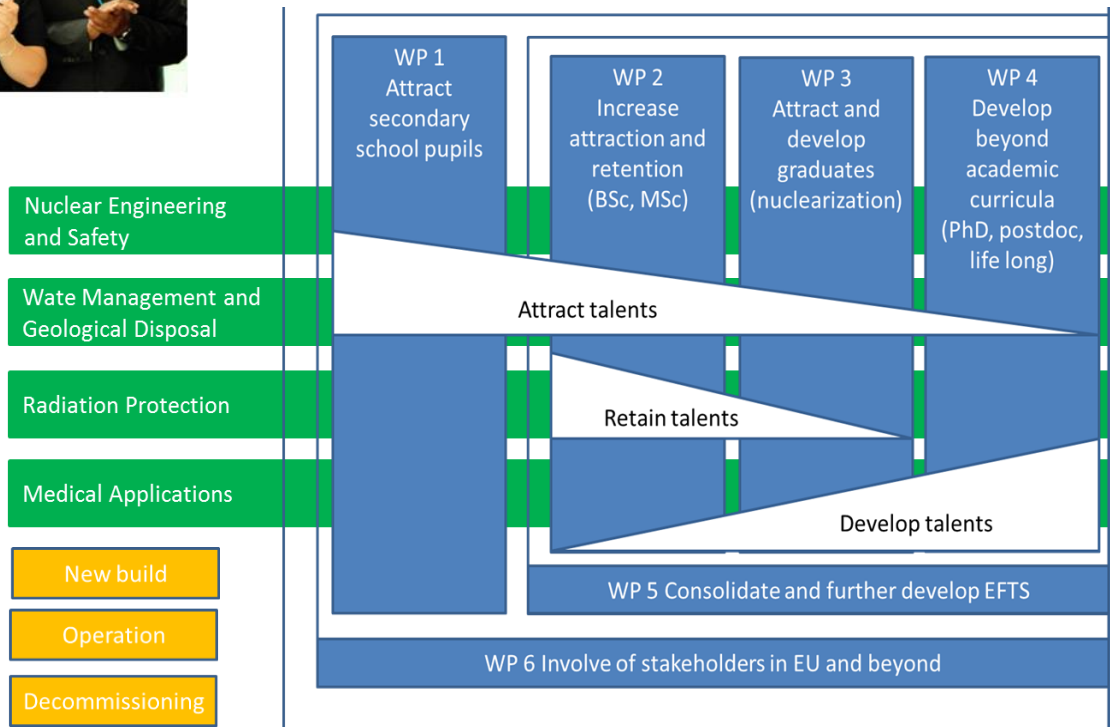 WP 1
Attract
secondary
school pupils
WP 2
Increase
attraction and
retention
(BSc, MSc)
WP 3
Attract and
develop
graduates
(nuclearization)
WP 4
Develop
beyond
academic
curricula
(PhD, postdoc,
life long)
Nuclear Engineering
and Safety
Wate Management and
Geological Disposal
Attract talents
Radiation Protection
Retain talents
Medical Applications
Develop talents
New build
WP 5 Consolidate and further develop EFTS
Operation
WP 6 Involve of stakeholders in EU and beyond
Decommissioning